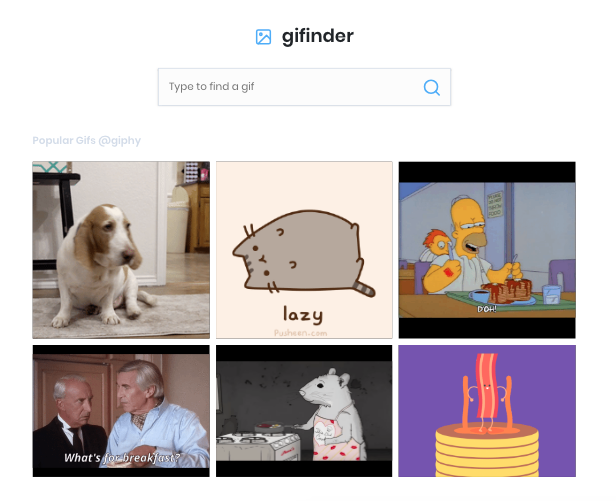 gifinder
Type to find a gif
Popular Gifs @giphy
lazy
Pusheen.com
D'OH!
What's for breakfast?